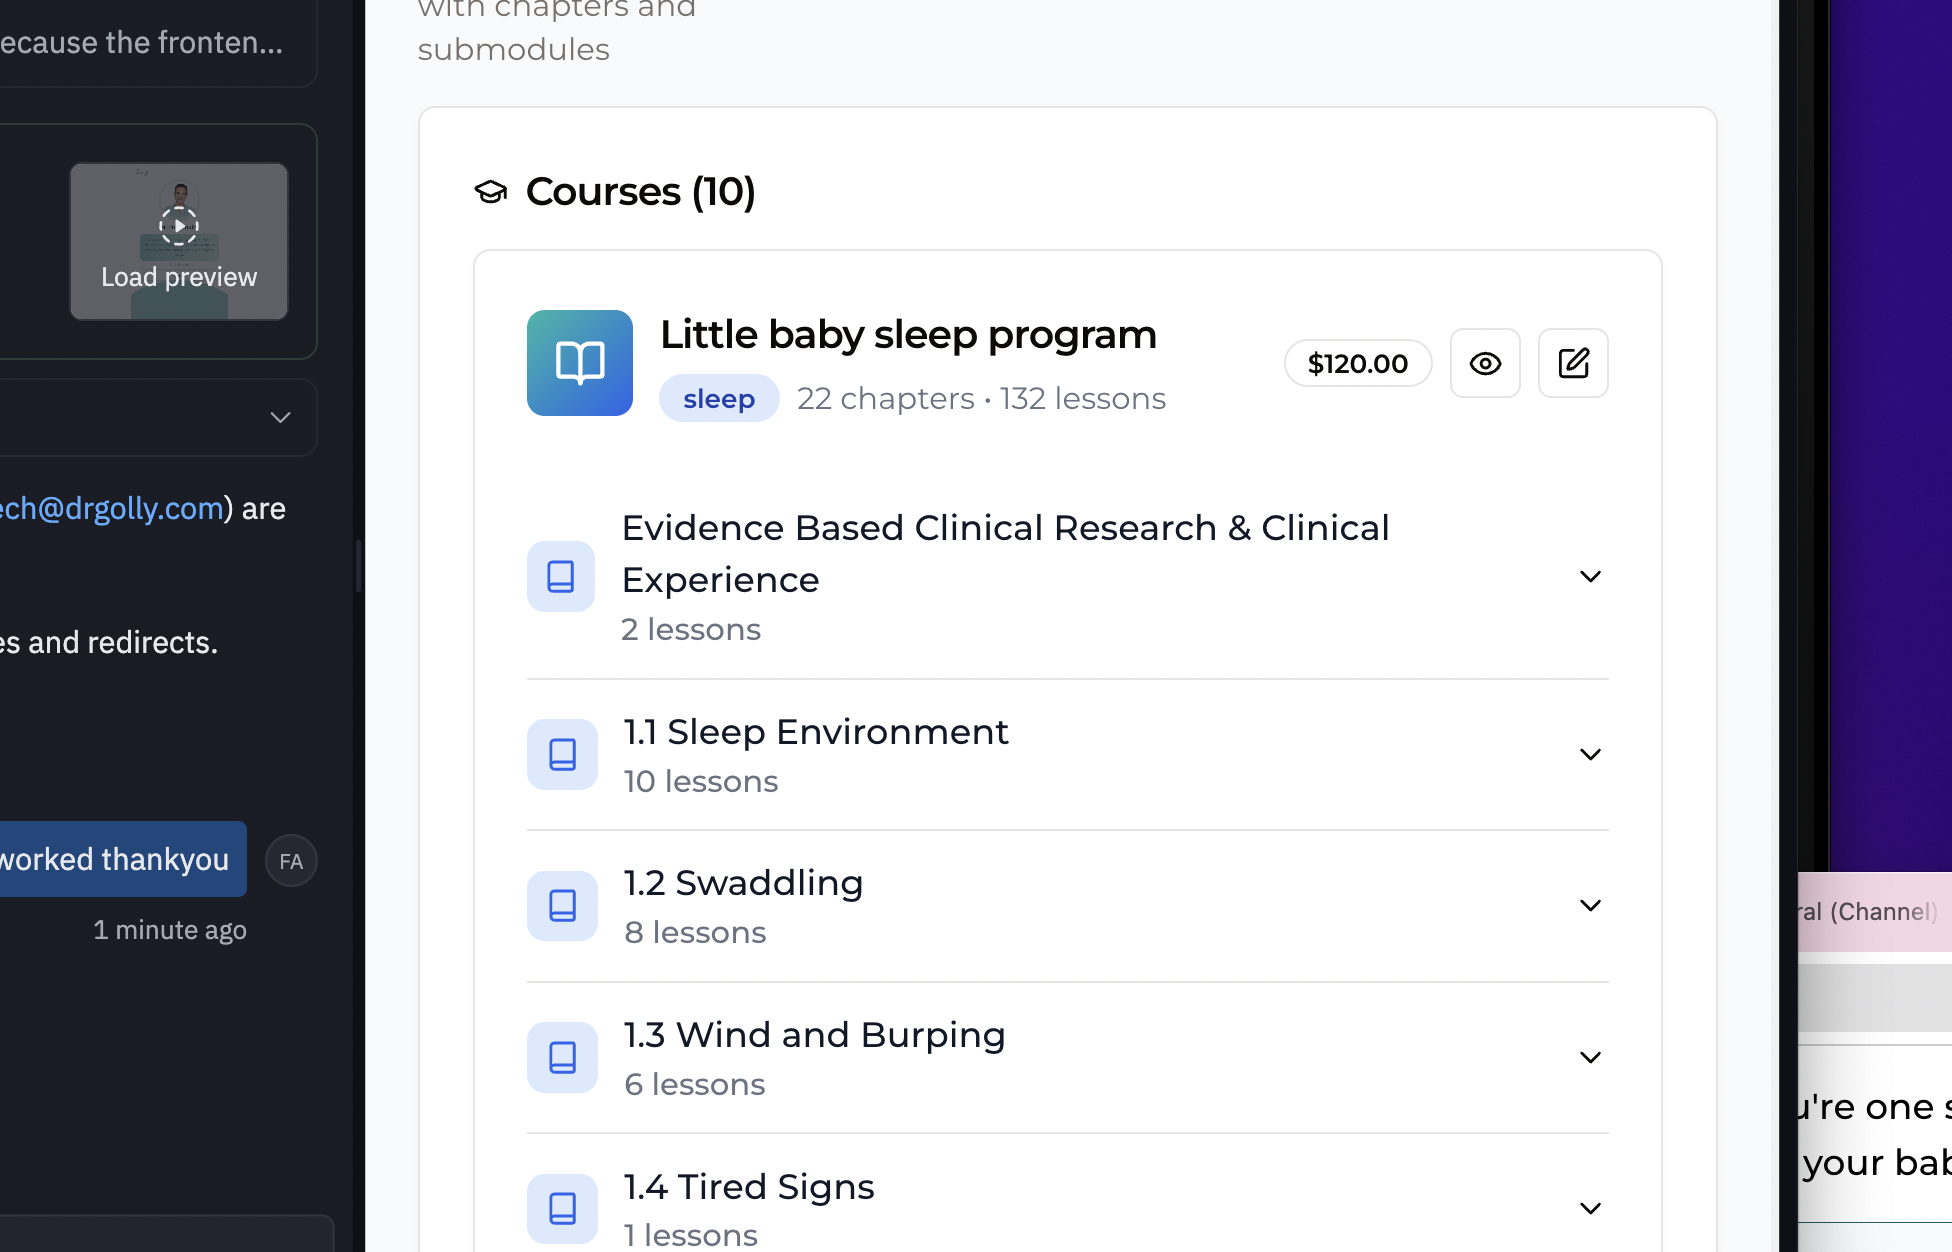 ecause the fronten...
Load preview
ech@drgolly.com) are
es and redirects.
worked thankyou
FA
1 minute ago
with chapters and
submodules
Courses (10)
Little baby sleep program
sleep
22 chapters • 132 lessons
$120.00
Evidence Based Clinical Research & Clinical
Experience
2 lessons
1.1 Sleep Environment
10 lessons
1.2 Swaddling
8 lessons
1.3 Wind and Burping
6 lessons
1.4 Tired Signs
1 lessons
ral (Channel)
u're one s
your bab